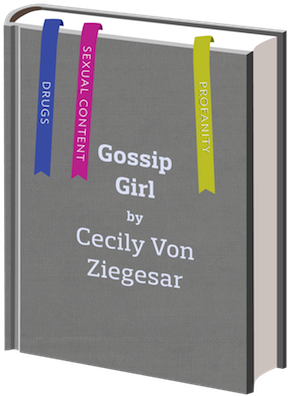 DRUGS
SEXUAL CONTENT
PROFANITY
Gossip
Girl
by
Cecily Von
Ziegesar